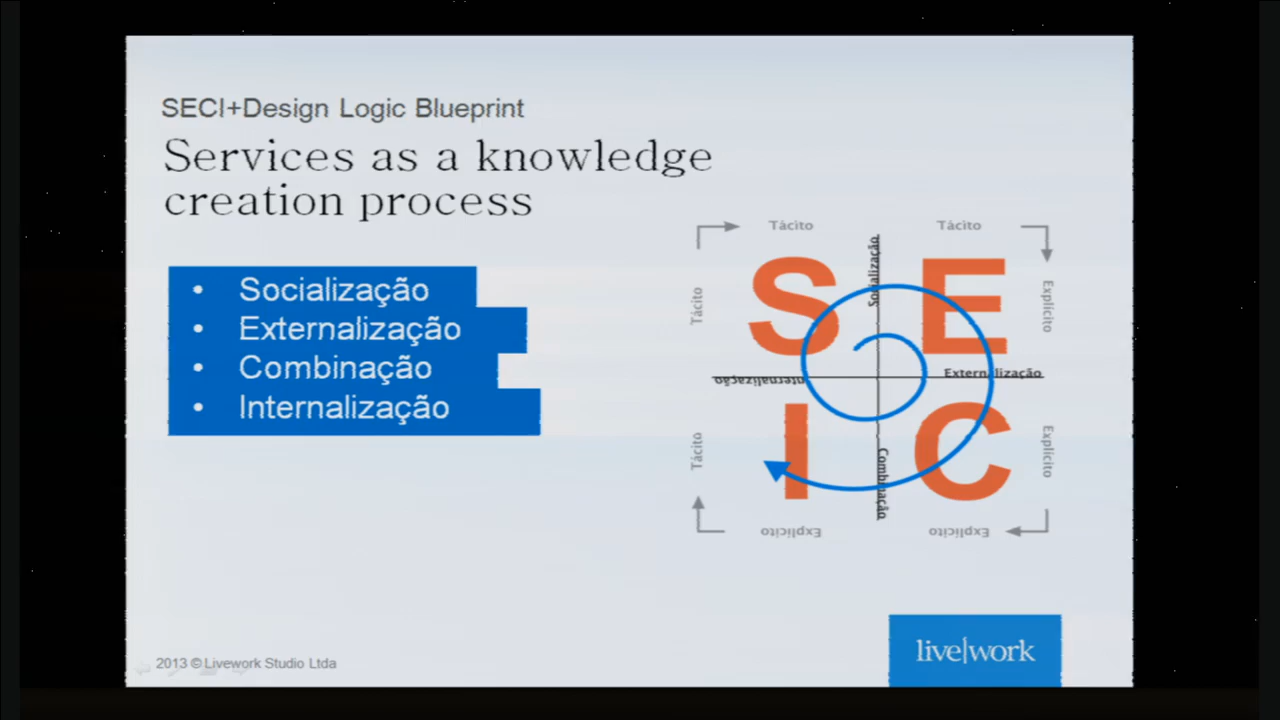 SECI+Design Logic Blueprint
Services as a knowledge
creation process
• Socialização
• Externalização
• Combinação
• Internalização
Tácito
Tácito
Tácito
Socialização
Explícito
S E
Internalização
Externalização
I C
Tácito
Combinação
Explícito
Explícito
Explícito
2013 © Livework Studio Ltda
live|work